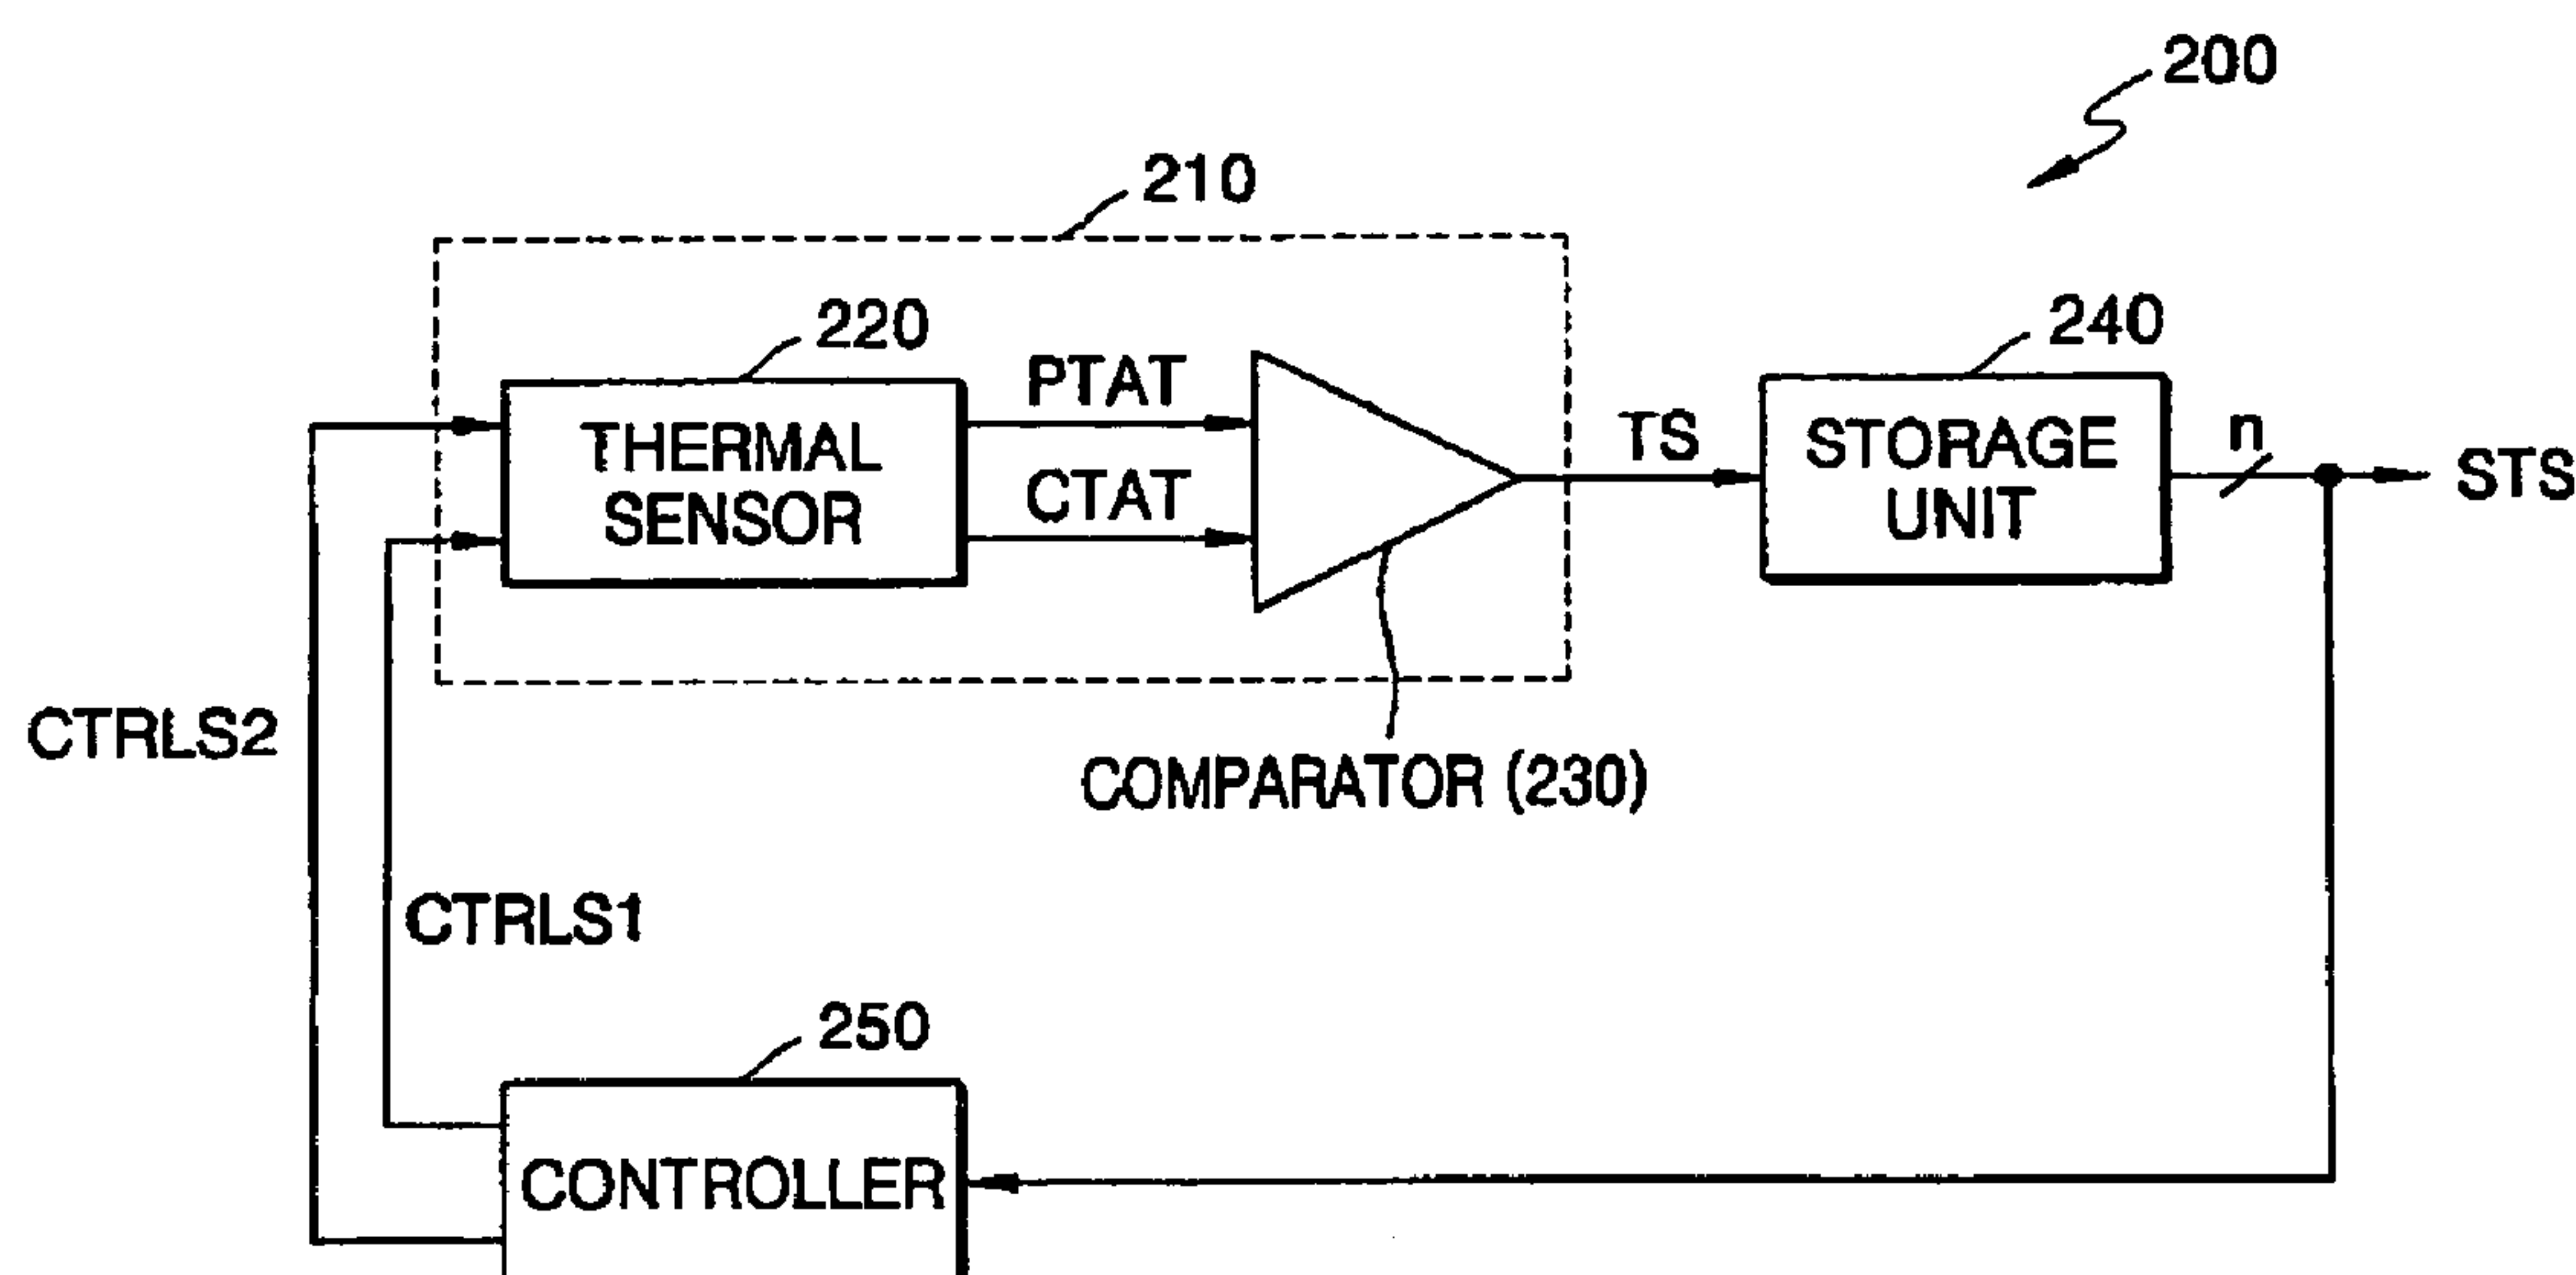 200
210
220
240
PTAT
THERMAL
SENSOR
CTAT
TS
STORAGE
UNIT
n
STS
CTRLS2
COMPARATOR (230)
CTRLS1
250
CONTROLLER